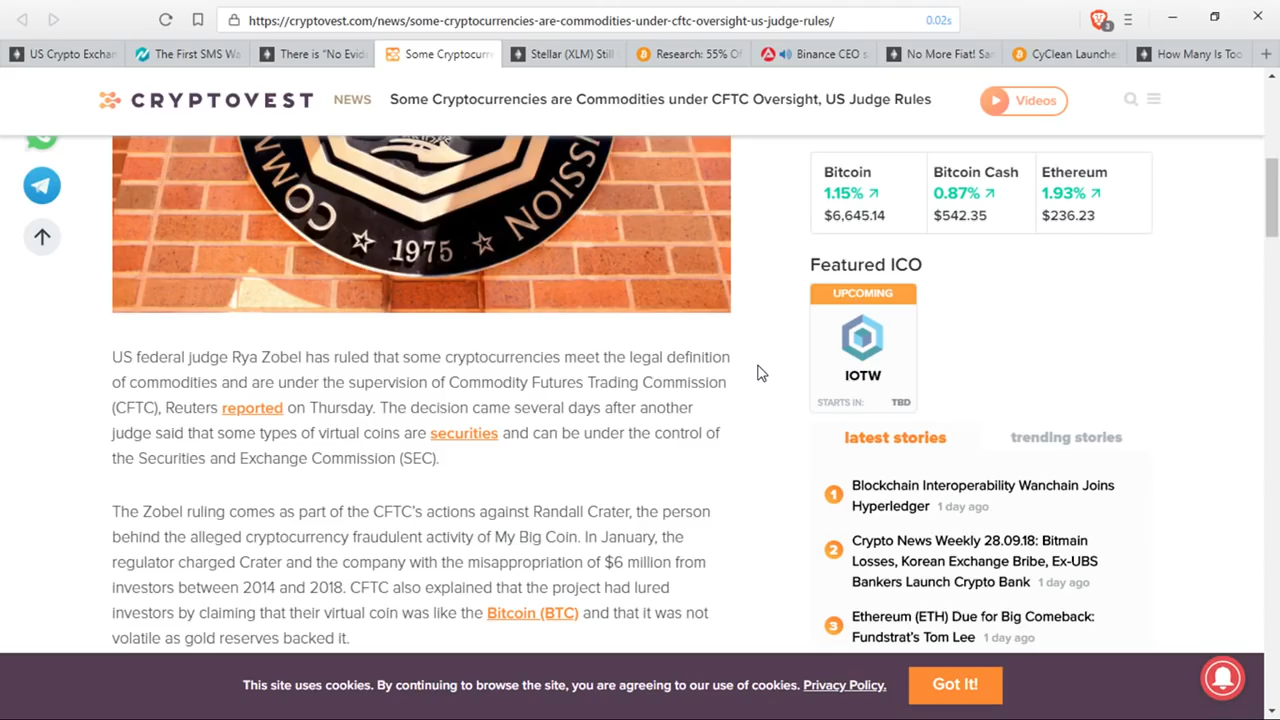 https://cryptovest.com/news/some-cryptocurrencies-are-commodities-under-cftc-oversight-us-judge-rules/
0.02s
3
US Crypto Exchan
The First SMS Wa
There is "No Evid
Some Cryptocurre
Stellar (XLM) Still
Research: 55% Of
Binance CEO s
No More Fiat! Sa
CyClean Launche
How Many Is Too
CRYPTOVEST
NEWS
Some Cryptocurrencies are Commodities under CFTC Oversight, US Judge Rules
Videos
COMM
ISSION
1975
Bitcoin
1.15%
$6,645.14
Bitcoin Cash
0.87%
$542.35
Ethereum
1.93%
$236.23
Featured ICO
UPCOMING
IOTW
STARTS IN: TBD
US federal judge Rya Zobel has ruled that some cryptocurrencies meet the legal definition
of commodities and are under the supervision of Commodity Futures Trading Commission
(CFTC), Reuters reported on Thursday. The decision came several days after another
judge said that some types of virtual coins are securities and can be under the control of
the Securities and Exchange Commission (SEC).
The Zobel ruling comes as part of the CFTC's actions against Randall Crater, the person
behind the alleged cryptocurrency fraudulent activity of My Big Coin. In January, the
regulator charged Crater and the company with the misappropriation of $6 million from
investors between 2014 and 2018. CFTC also explained that the project had lured
investors by claiming that their virtual coin was like the Bitcoin (BTC) and that it was not
volatile as gold reserves backed it.
latest stories
trending stories
1
Blockchain Interoperability Wanchain Joins
Hyperledger 1 day ago
2
Crypto News Weekly 28.09.18: Bitmain
Losses, Korean Exchange Bribe, Ex-UBS
Bankers Launch Crypto Bank 1 day ago
3
Ethereum (ETH) Due for Big Comeback:
Fundstrat's Tom Lee 1 day ago
This site uses cookies. By continuing to browse the site, you are agreeing to our use of cookies. Privacy Policy.
Got It!